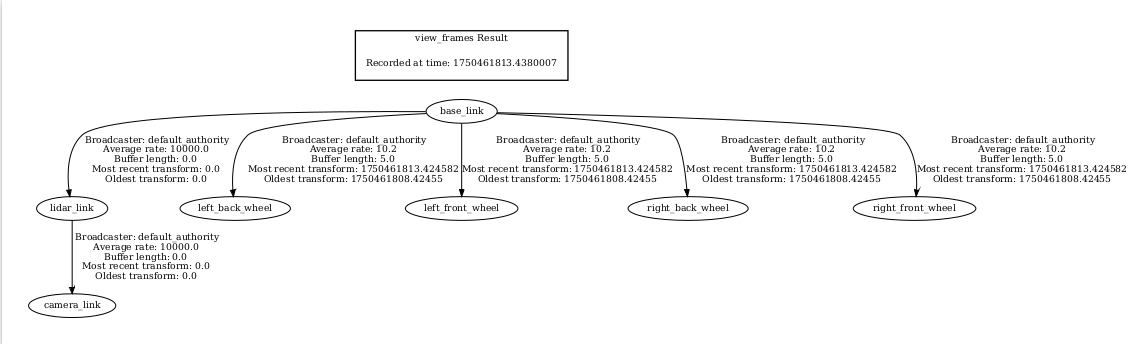 view_frames Result
Recorded at time: 1750461813.4380007
base_link
Broadcaster: default_authority
Average rate: 10000.0
Buffer length: 0.0
Most recent transform: 0.0
Oldest transform: 0.0
Broadcaster: default_authority
Average rate: 10.2
Buffer length: 5.0
Most recent transform: 1750461813.424582
Oldest transform: 1750461808.42455
Broadcaster: default_authority
Average rate: 10.2
Buffer length: 5.0
Most recent transform: 1750461813.424582
Oldest transform: 1750461808.42455
Broadcaster: default_authority
Average rate: 10.2
Buffer length: 5.0
Most recent transform: 1750461813.424582
Oldest transform: 1750461808.42455
Broadcaster: default_authority
Average rate: 10.2
Buffer length: 5.0
Most recent transform: 1750461813.424582
Oldest transform: 1750461808.42455
lidar_link
left_back_wheel
left_front_wheel
right_back_wheel
right_front_wheel
Broadcaster: default_authority
Average rate: 10000.0
Buffer length: 0.0
Most recent transform: 0.0
Oldest transform: 0.0
camera_link